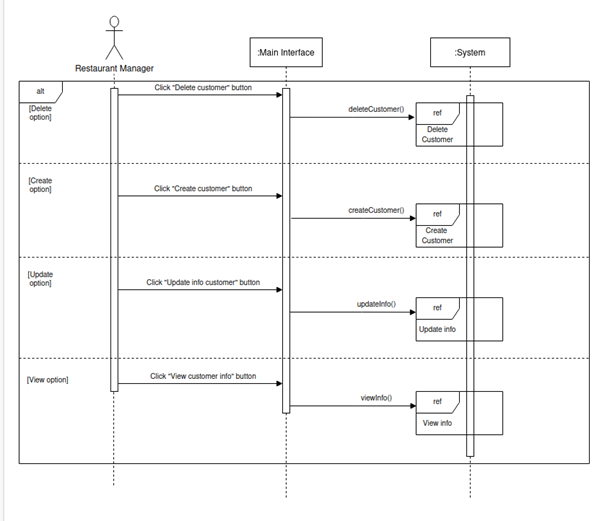 :Main Interface
:System
Restaurant Manager
alt
Click "Delete customer" button
[Delete
option]
deleteCustomer()
ref
Delete
Customer
[Create
option]
Click "Create customer" button
createCustomer()
ref
Create
Customer
[Update
option]
Click "Update info customer" button
updateInfo()
ref
Update info
[View option]
Click "View customer info" button
viewInfo()
ref
View info